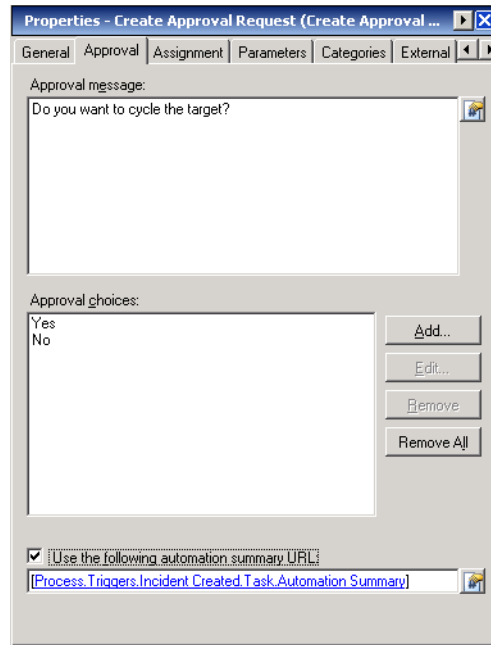 Properties - Create Approval Request (Create Approval ...
General Approval Assignment Parameters Categories External
Approval message:
Do you want to cycle the target?
Approval choices:
Yes
No
Add...
Edit...
Remove
Remove All
Use the following automation summary URL:
[Process.Triggers.Incident Created.Task.Automation Summary]